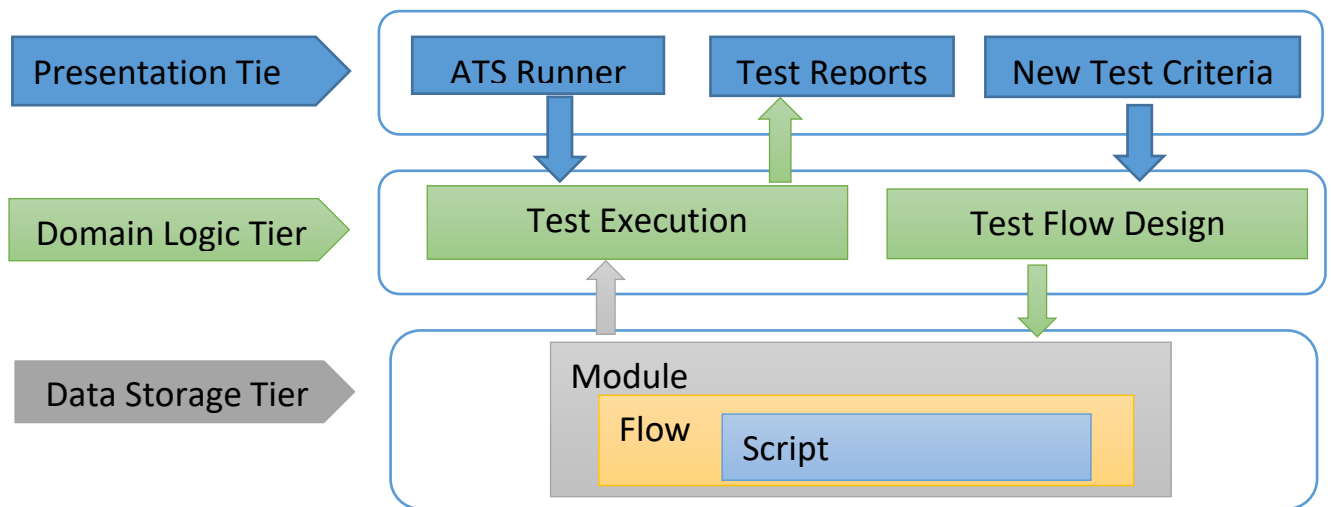 Presentation Tie
ATS Runner
Test Reports
New Test Criteria
Domain Logic Tier
Test Execution
Test Flow Design
Data Storage Tier
Module
Flow
Script